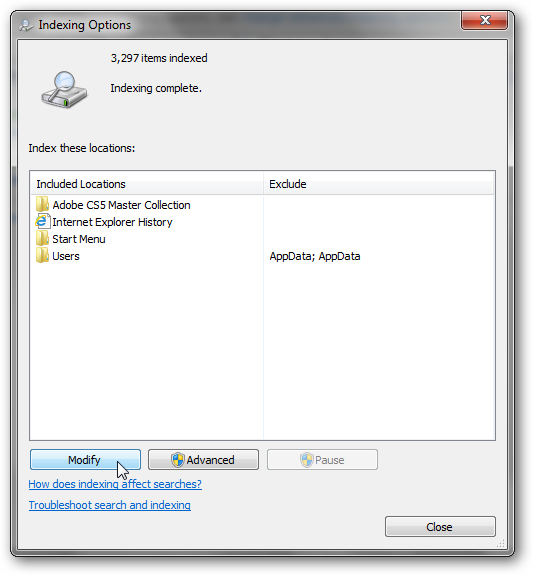 Indexing Options
3,297 items indexed
Indexing complete.
Index these locations:
Included Locations Exclude
Adobe CS5 Master Collection
Internet Explorer History
Start Menu
Users AppData; AppData
Modify Advanced Pause
How does indexing affect searches?
Troubleshoot search and indexing
Close